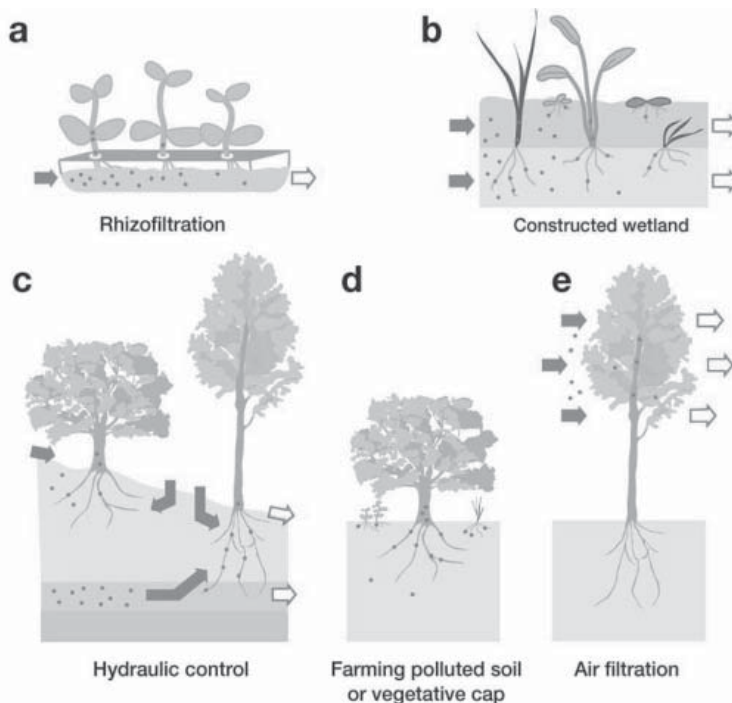 a
b
Rhizofiltration
Constructed wetland
c
d
e
Hydraulic control
Farming polluted soil
or vegetative cap
Air filtration